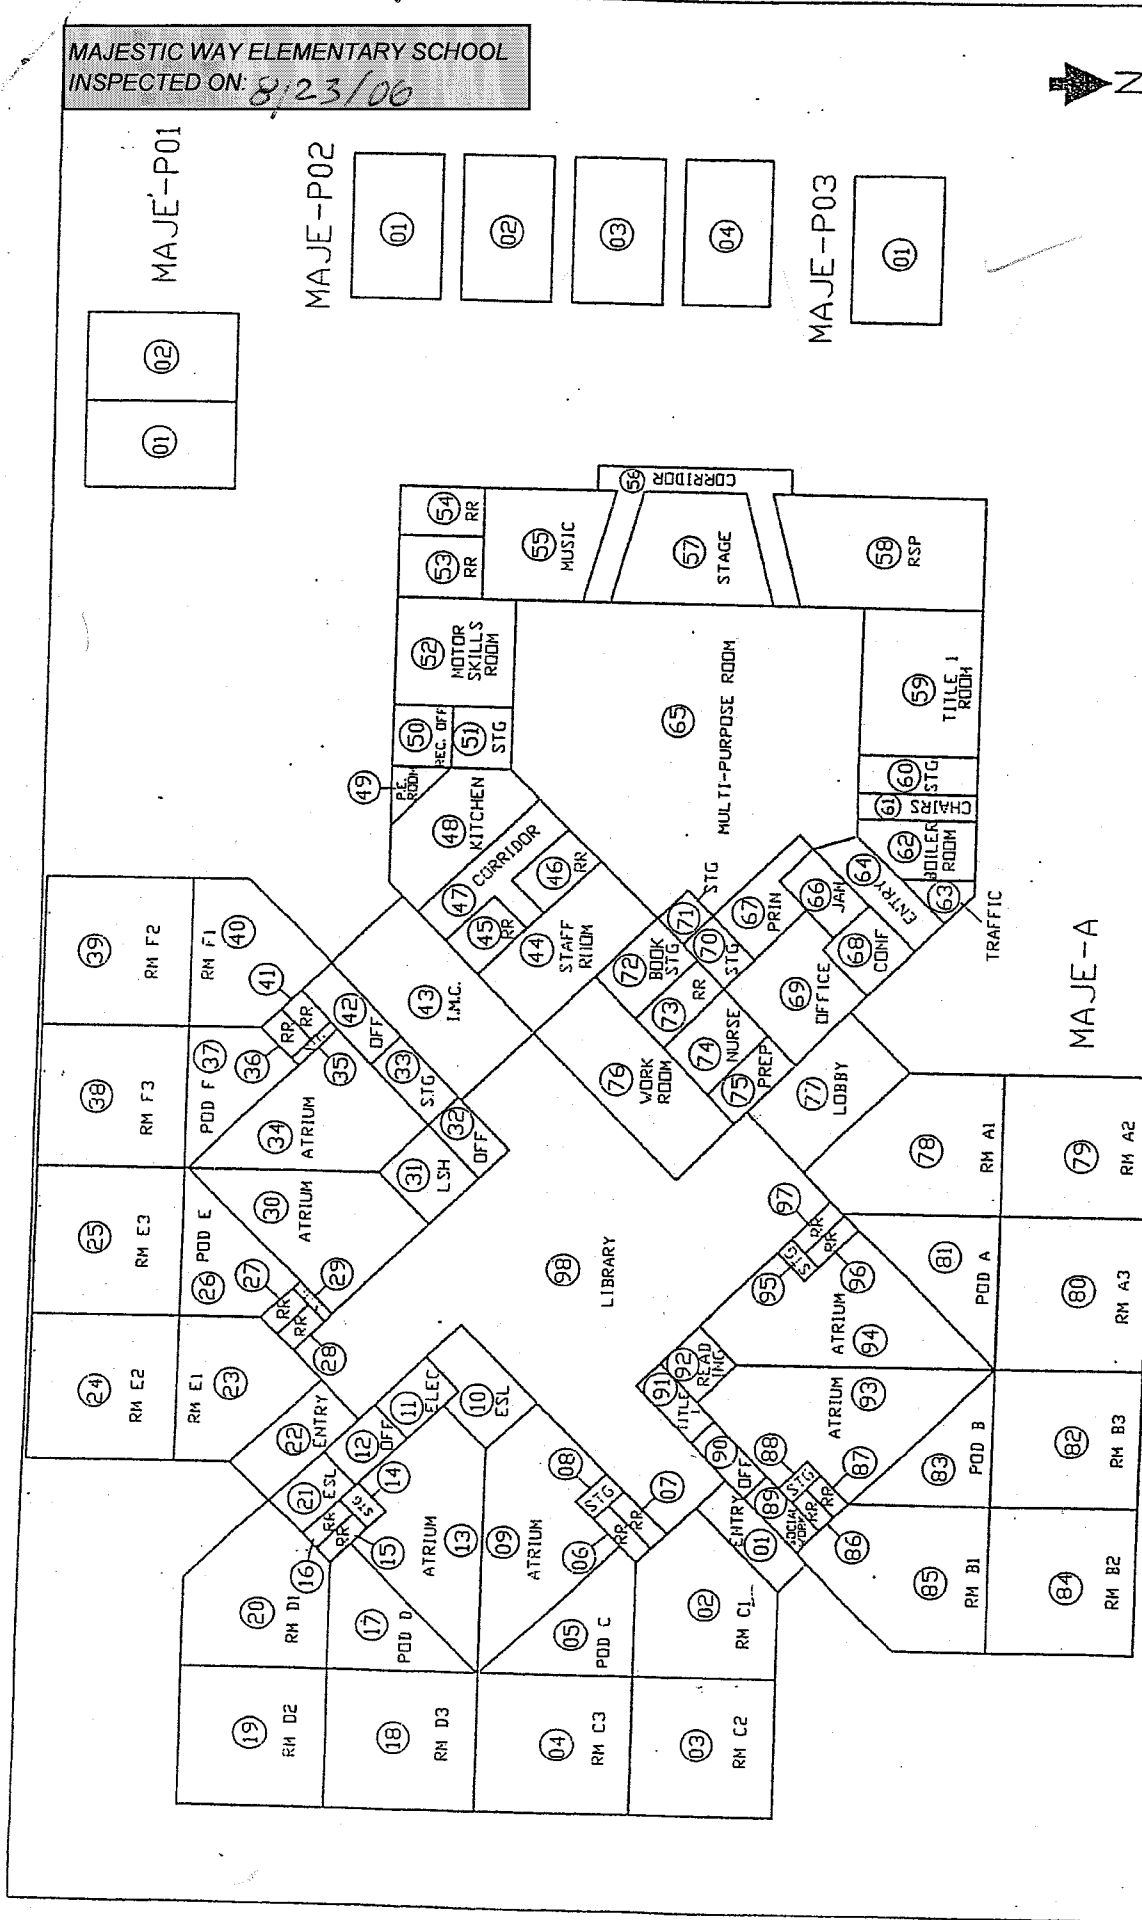 MAJESTIC WAY ELEMENTARY SCHOOL
INSPECTED ON: 8/23/06
N
MAJE-P01
01
02
MAJE-P02
01
02
03
04
MAJE-P03
01
MAJE-A
39
RM F2
RM F1
40
41
RR
RR
36
35
37
POD F
38
RM F3
34
ATRIUM
42
OFF
33
STG
43
I.M.C.
32
OFF
31
LSH
30
ATRIUM
25
RM E3
POD E
26
27
RR
RR
29
28
24
RM E2
RM E1
23
22
ENTRY
12
OFF
11
ELEC
10
ESL
21
ESL
14
STG
RR
RR
16
15
20
RM D1
19
RM D2
17
POD D
18
RM D3
ATRIUM
13
09
ATRIUM
08
STG
RR
RR
06
07
05
POD C
04
RM C3
02
RM C1
03
RM C2
ENTRY
01
98
LIBRARY
54
RR
53
RR
55
MUSIC
56
CORRIDOR
57
STAGE
58
RSP
52
MOTOR
SKILLS
ROOM
50
REC. OFF
51
STG
49
P.E.
ROOM
48
KITCHEN
47
CORRIDOR
46
RR
45
RR
44
STAFF
ROOM
65
MULTI-PURPOSE ROOM
59
TITLE 1
ROOM
60
STG
61
CHAIRS
62
BOILER
ROOM
63
TRAFFIC
64
ENTRY
66
JAN
67
PRIN
68
CONF
69
OFFICE
70
STG
71
STG
72
BOOK
STG
73
RR
74
NURSE
75
PREP
76
WORK
ROOM
77
LOBBY
78
RM A1
79
RM A2
80
RM A3
81
POD A
97
RR
RR
96
STG
95
ATRIUM
94
92
READ
ING
91
TITLE
1
90
OFF
ATRIUM
93
88
STG
89
SOCIAL
WORK
RR
RR
87
86
83
POD B
82
RM B3
85
RM B1
84
RM B2